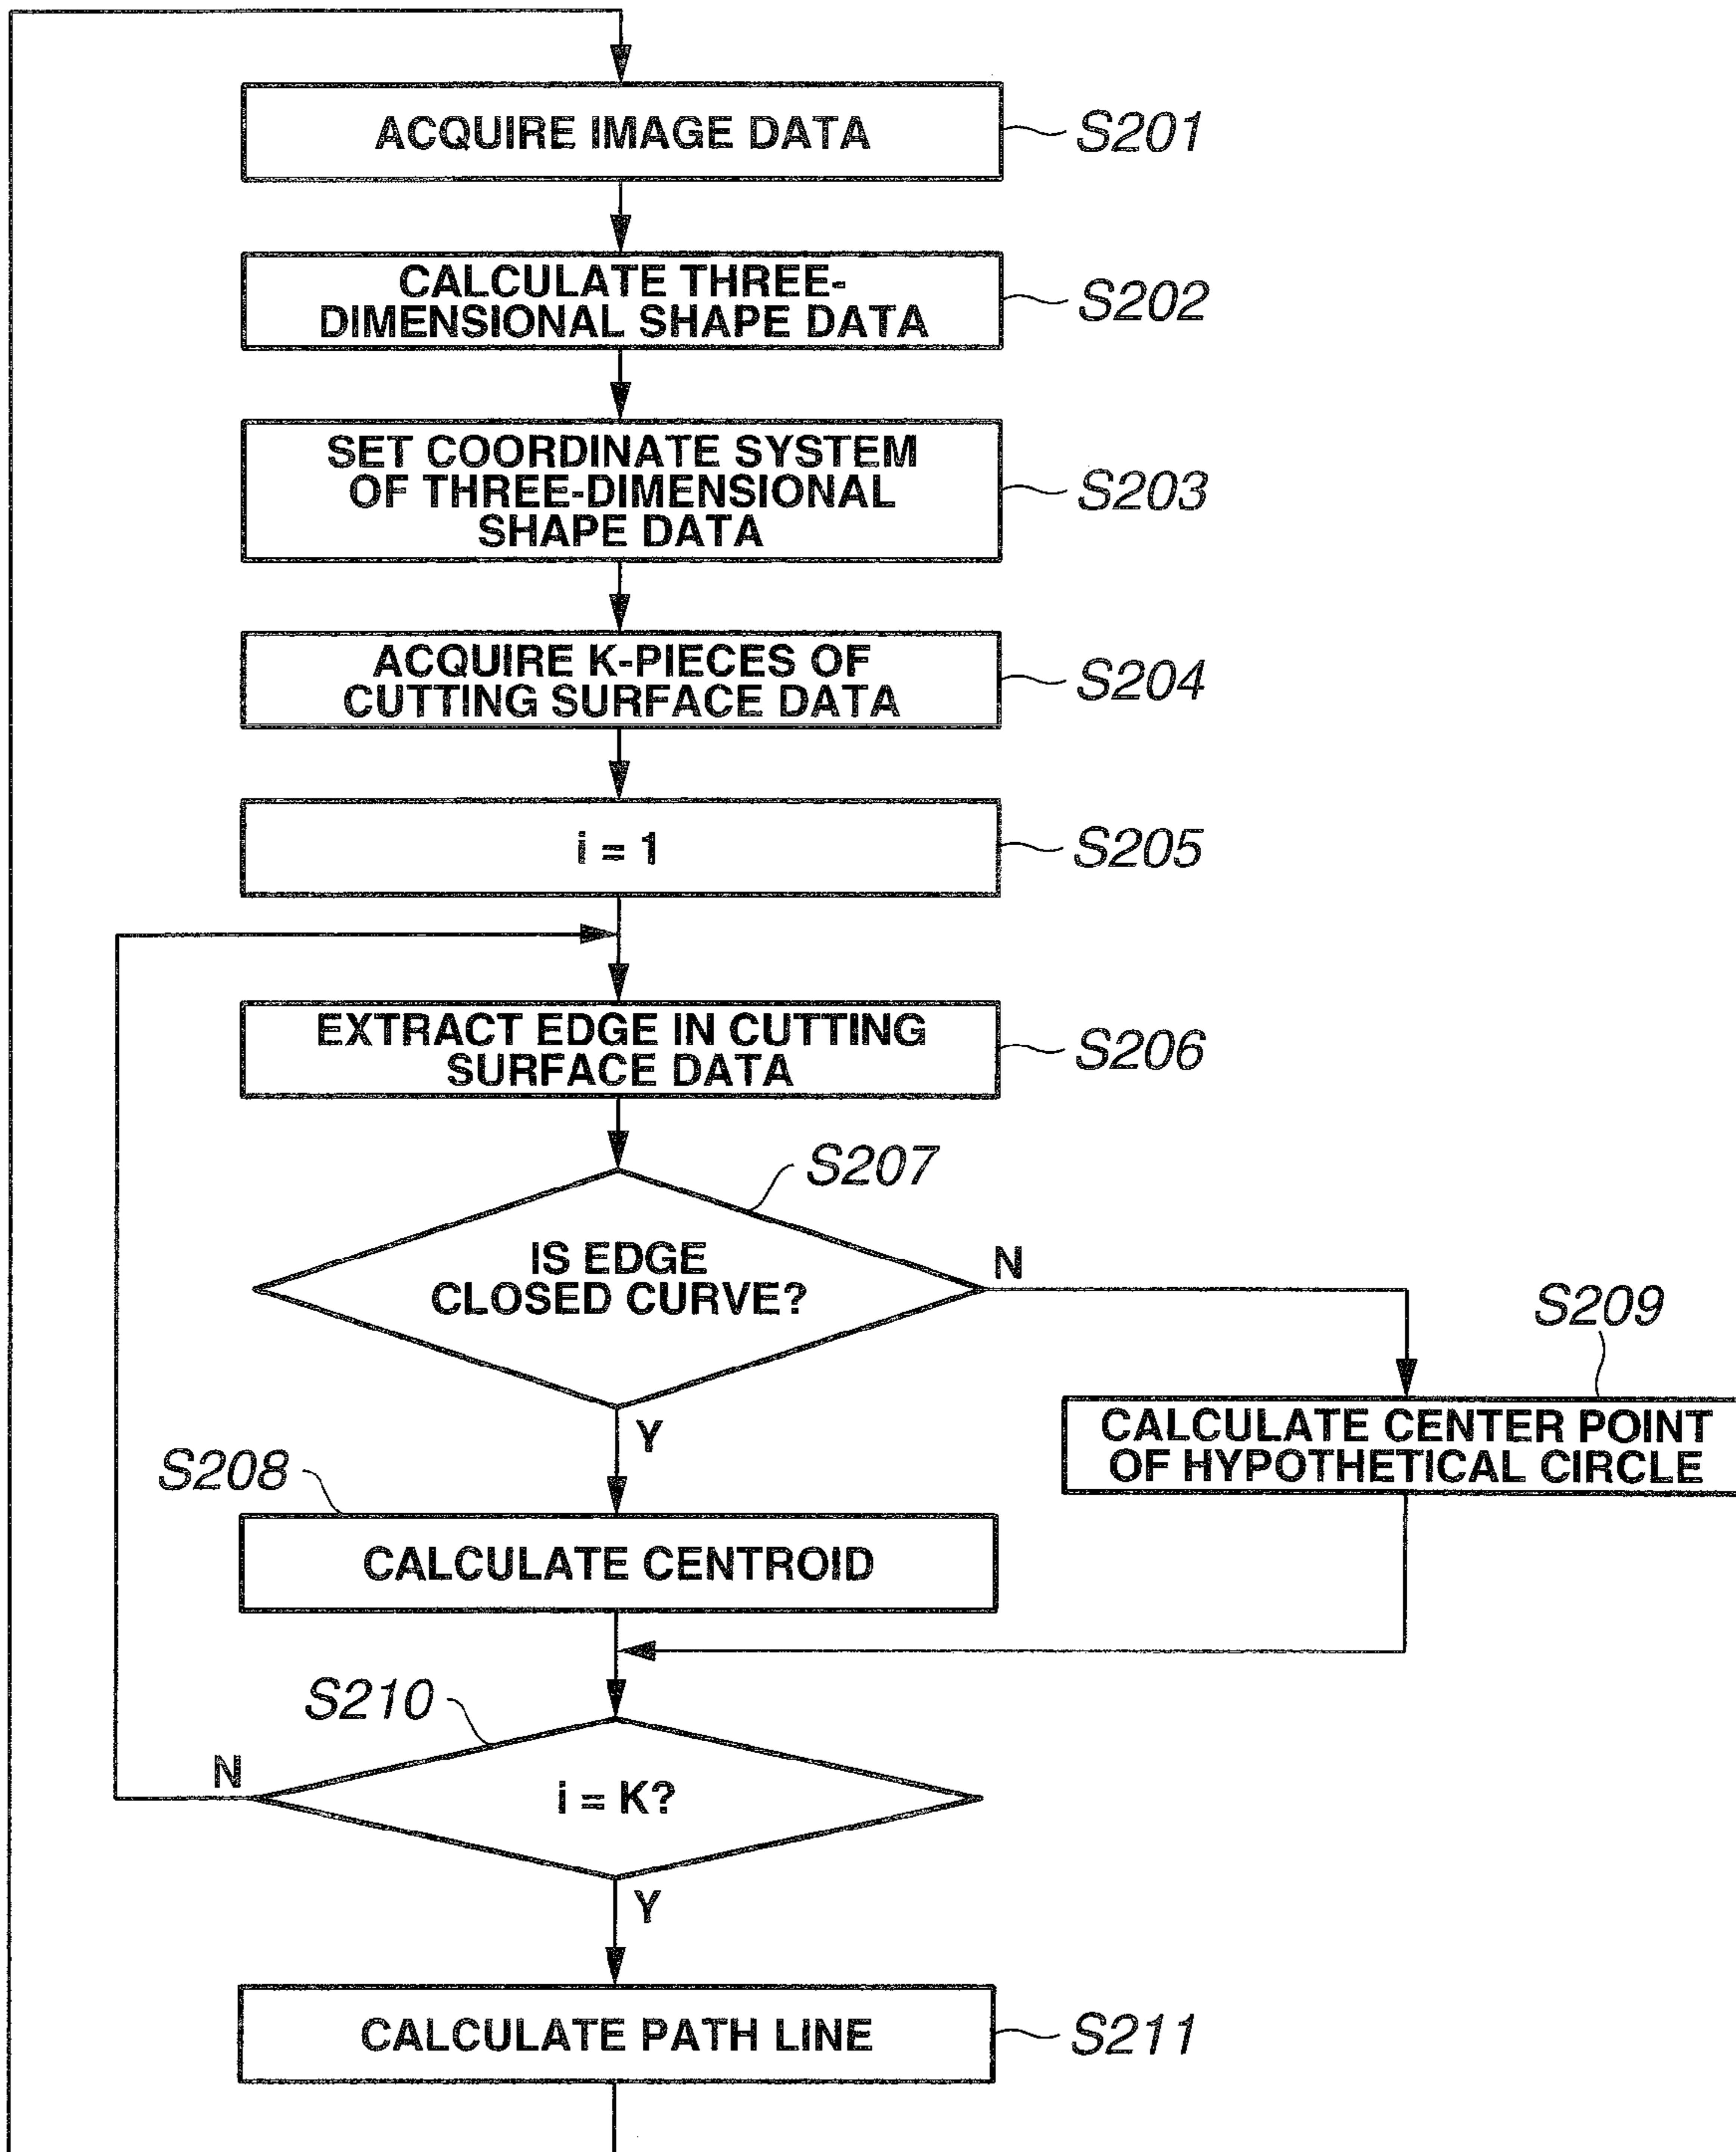 ACQUIRE IMAGE DATA
S201
CALCULATE THREE-
DIMENSIONAL SHAPE DATA
S202
SET COORDINATE SYSTEM
OF THREE-DIMENSIONAL
SHAPE DATA
S203
ACQUIRE K-PIECES OF
CUTTING SURFACE DATA
S204
i = 1
S205
EXTRACT EDGE IN CUTTING
SURFACE DATA
S206
S207
IS EDGE
CLOSED CURVE?
N
Y
S209
CALCULATE CENTER POINT
OF HYPOTHETICAL CIRCLE
S208
CALCULATE CENTROID
S210
N
i = K?
Y
CALCULATE PATH LINE
S211